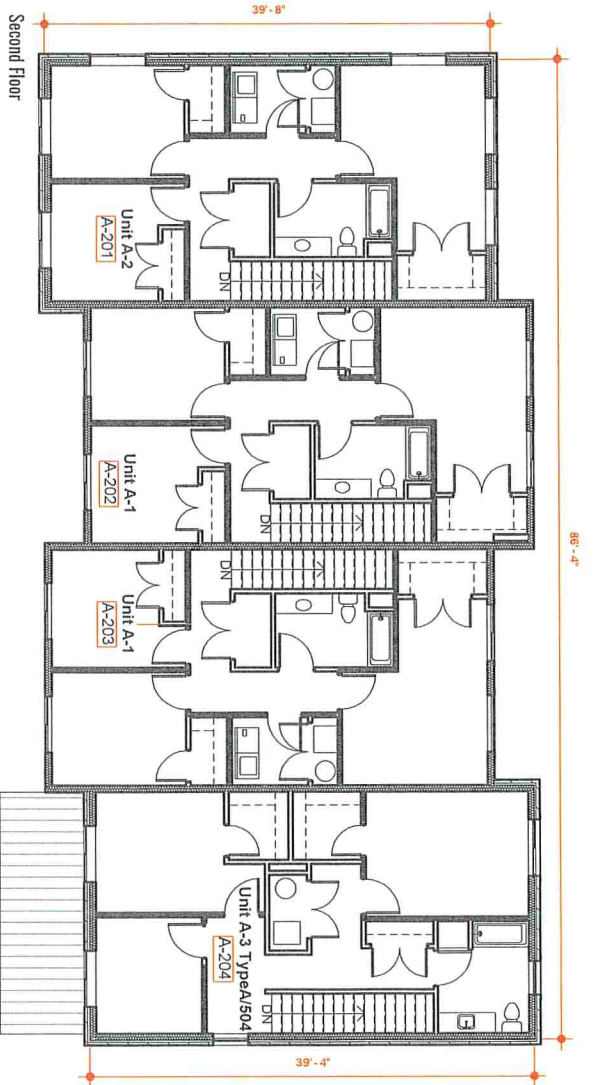 39' - 8"
Second Floor
Unit A-2
A-201
DN
Unit A-1
A-202
DN
86' - 4"
Unit A-1
A-203
DN
Unit A-3 TypeA/504
A-204
DN
39' - 4"